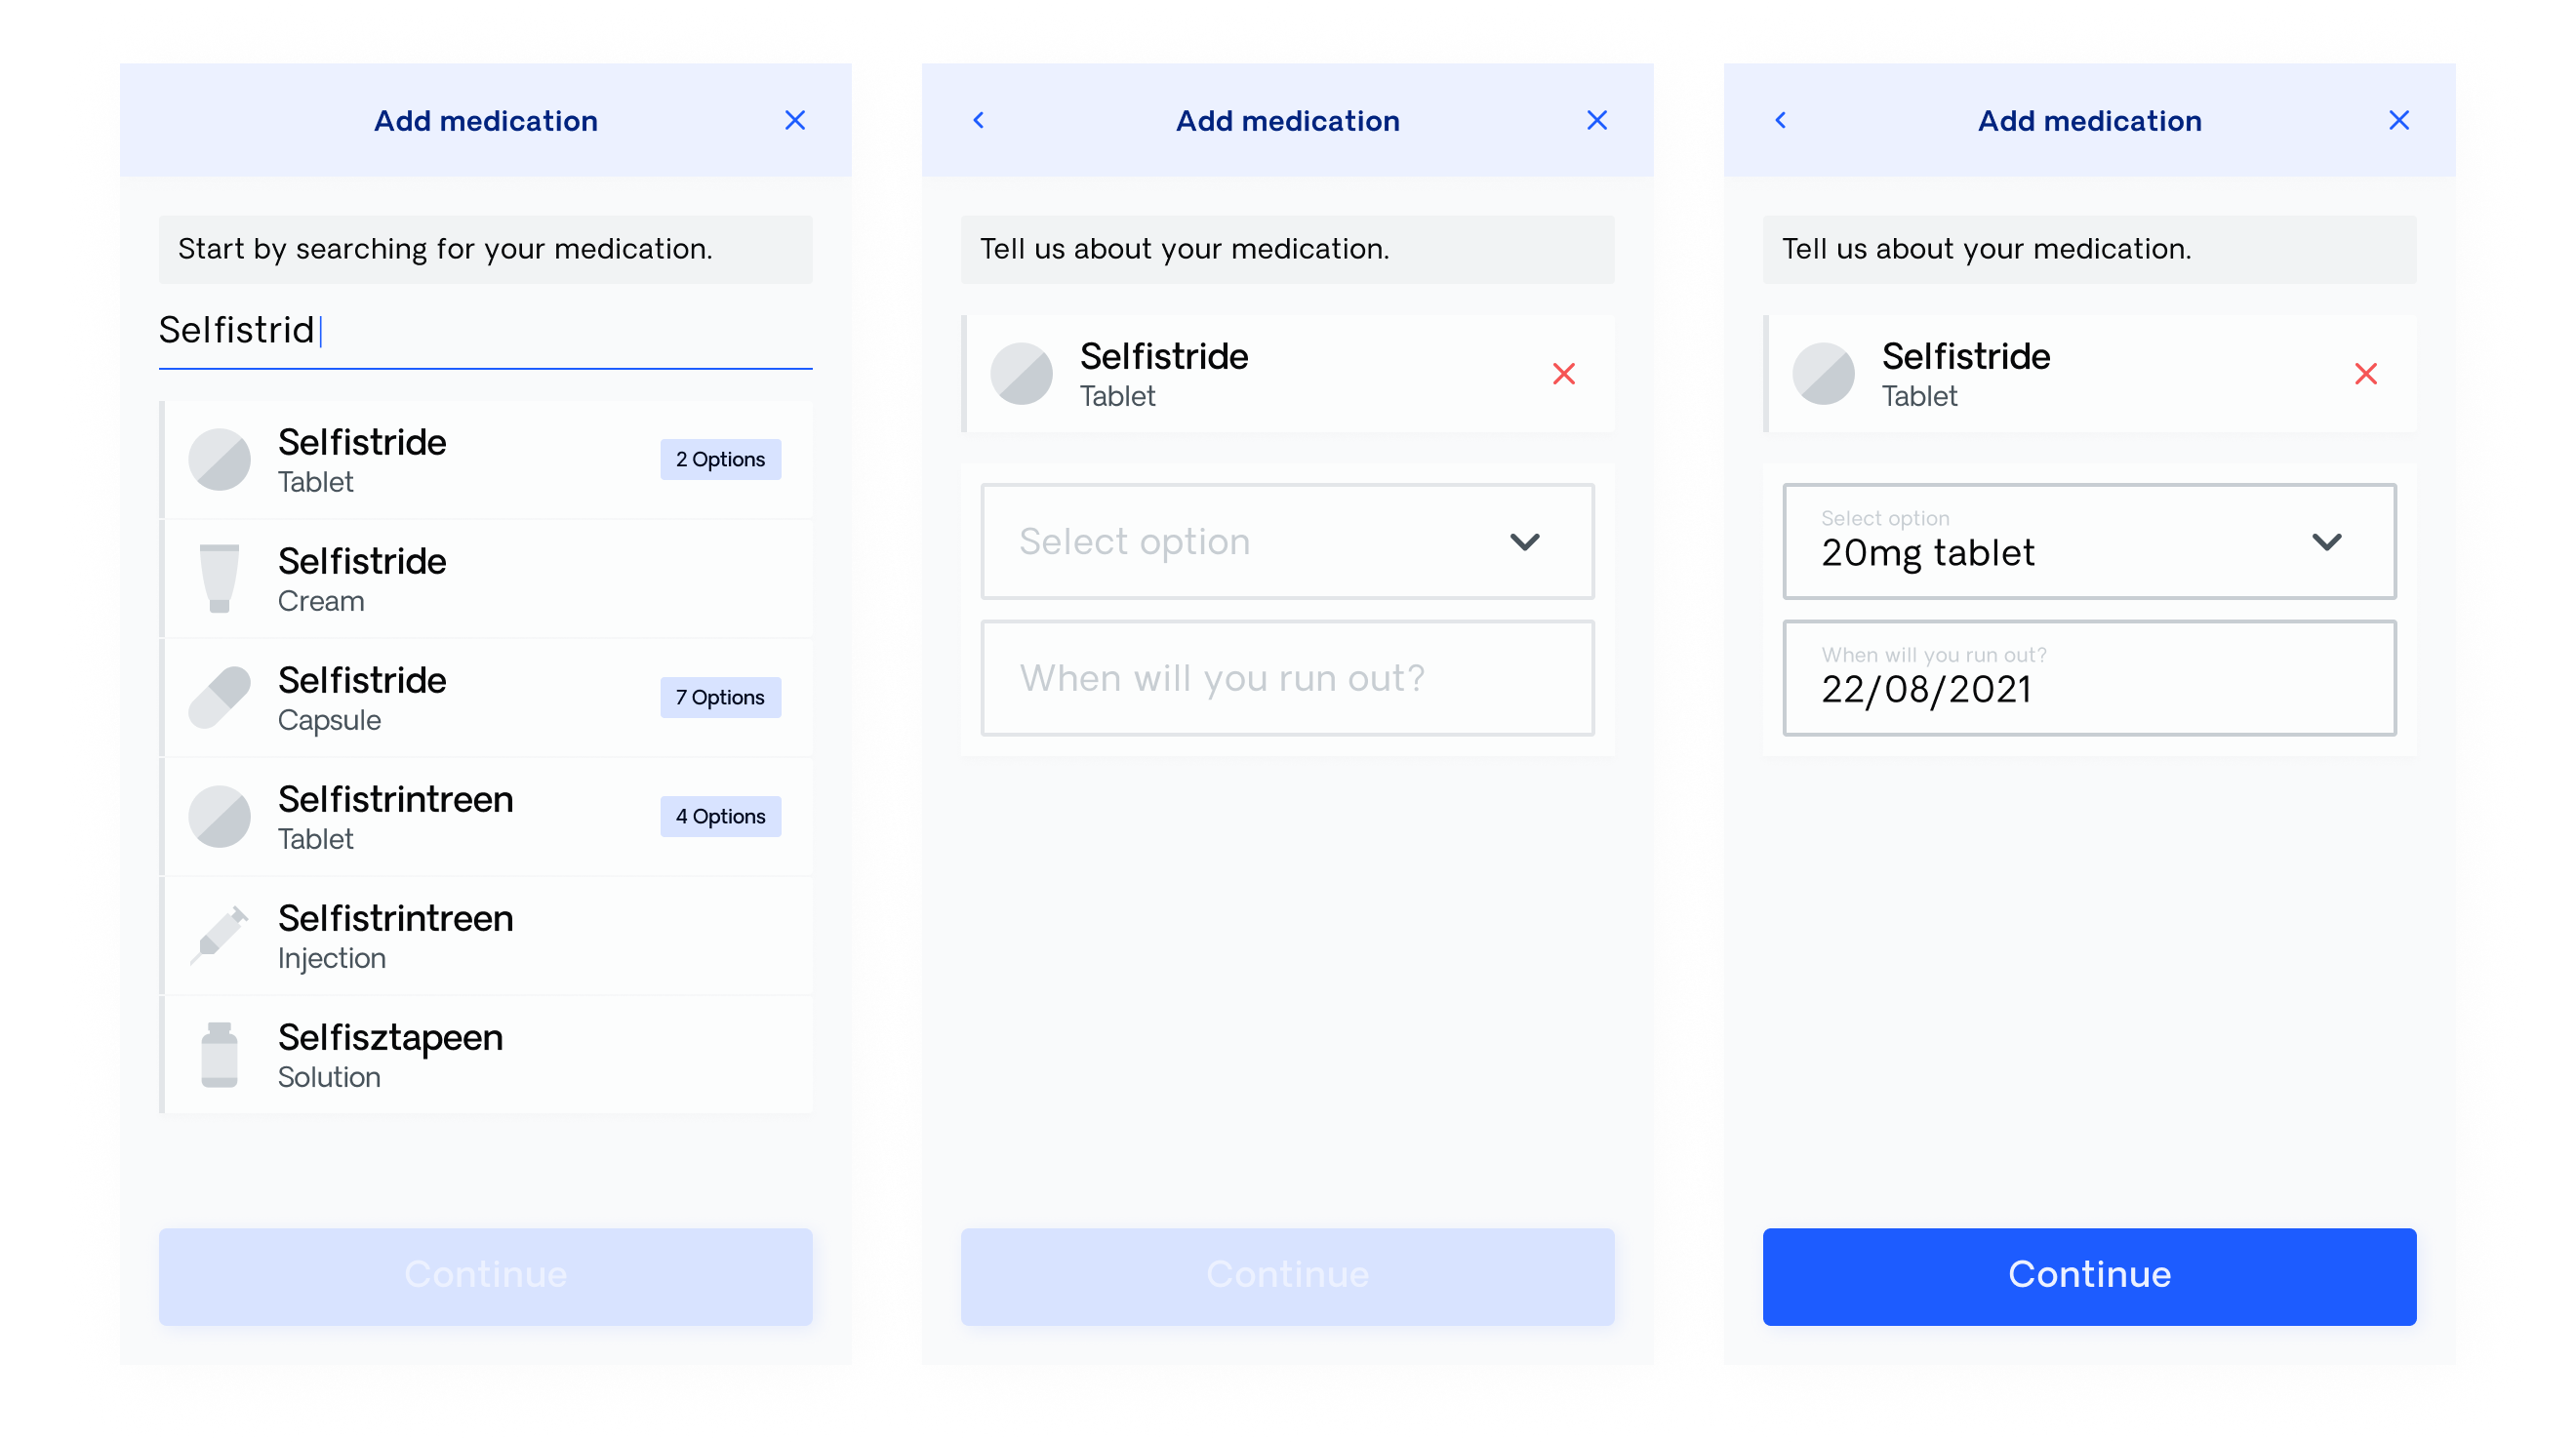 Add medication
Start by searching for your medication.
Selfistrid
Selfistride
Tablet
2 Options
Selfistride
Cream
Selfistride
Capsule
7 Options
Selfistrintreen
Tablet
4 Options
Selfistrintreen
Injection
Selfisztapeen
Solution
Continue
Add medication
Tell us about your medication.
Selfistride
Tablet
Select option
When will you run out?
Continue
Add medication
Tell us about your medication.
Selfistride
Tablet
Select option
20mg tablet
When will you run out?
22/08/2021
Continue